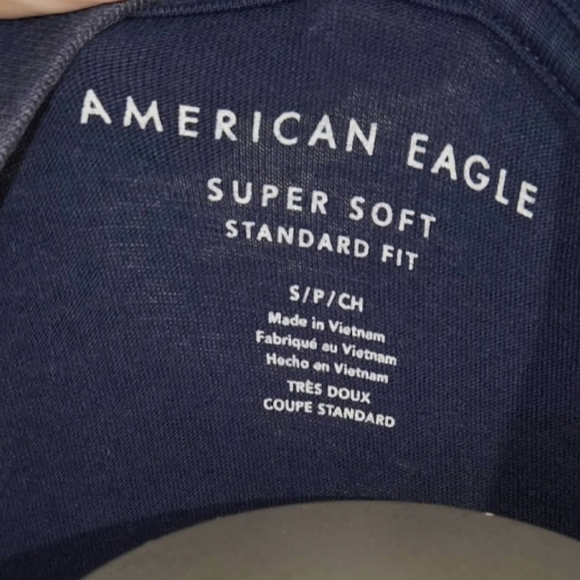 AMERICAN EAGLE
SUPER SOFT
STANDARD FIT
S/P/CH
Made in Vietnam
Fabriqué au Vietnam
Hecho en Vietnam
TRÈS DOUX
COUPE STANDARD